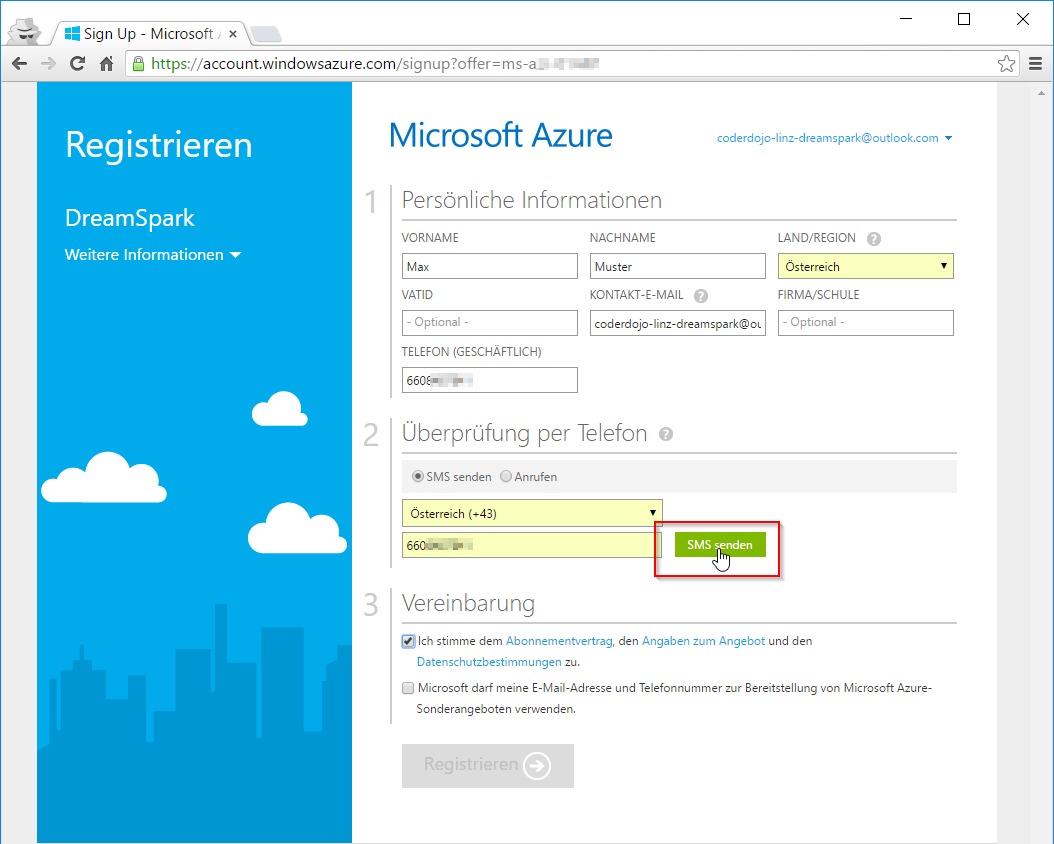 Sign Up - Microsoft
https://account.windowsazure.com/signup?offer=ms-a
Registrieren
DreamSpark
Weitere Informationen
Microsoft Azure
coderdojo-linz-dreamspark@outlook.com
1 Persönliche Informationen
VORNAME NACHNAME LAND/REGION ?
Max Muster Österreich
VATID KONTAKT-E-MAIL ? FIRMA/SCHULE
- Optional - coderdojo-linz-dreamspark@ou - Optional -
TELEFON (GESCHÄFTLICH)
6608
2 Überprüfung per Telefon ?
SMS senden Anrufen
Österreich (+43)
660 SMS senden
3 Vereinbarung
Ich stimme dem Abonnementvertrag, den Angaben zum Angebot und den
Datenschutzbestimmungen zu.
Microsoft darf meine E-Mail-Adresse und Telefonnummer zur Bereitstellung von Microsoft Azure-
Sonderangeboten verwenden.
Registrieren